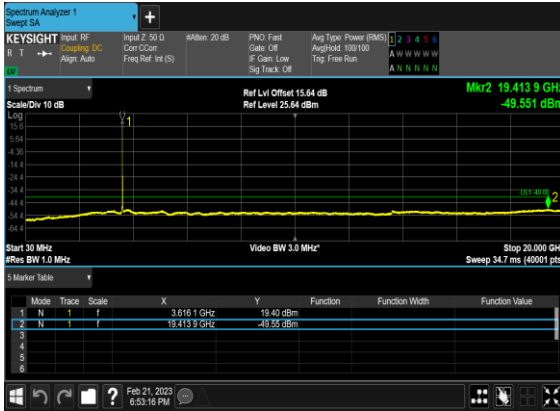 Spectrum Analyzer 1
Swept SA
+
KEYSIGHT Input: RF Input Z: 50 Ω #Atten: 20 dB PNO: Fast Avg Type: Power (RMS) 1 2 3 4 5 6
R T Coupling: DC Corr CCorr Gate: Off Avg|Hold: 100/100 A W W W W W
Align: Auto Freq Ref: Int (S) IF Gain: Low Trig: Free Run
Sig Track: Off A N N N N N
1 Spectrum Ref Lvl Offset 15.64 dB Mkr2 19.413 9 GHz
Scale/Div 10 dB Ref Level 25.64 dBm -49.551 dBm
Log
15.6
5.64
-4.36
-14.4
-24.4
-34.4
-44.4
-54.4
-64.4
1
2
Start 30 MHz Video BW 3.0 MHz* Stop 20.000 GH
#Res BW 1.0 MHz Sweep 34.7 ms (40001 pts
5 Marker Table
Mode Trace Scale X Y Function Function Width Function Value
1 N 1 f 3.616 1 GHz 19.40 dBm
2 N 1 f 19.413 9 GHz -49.55 dBm
3
4
5
6
? Feb 21, 2023
6:53:16 PM